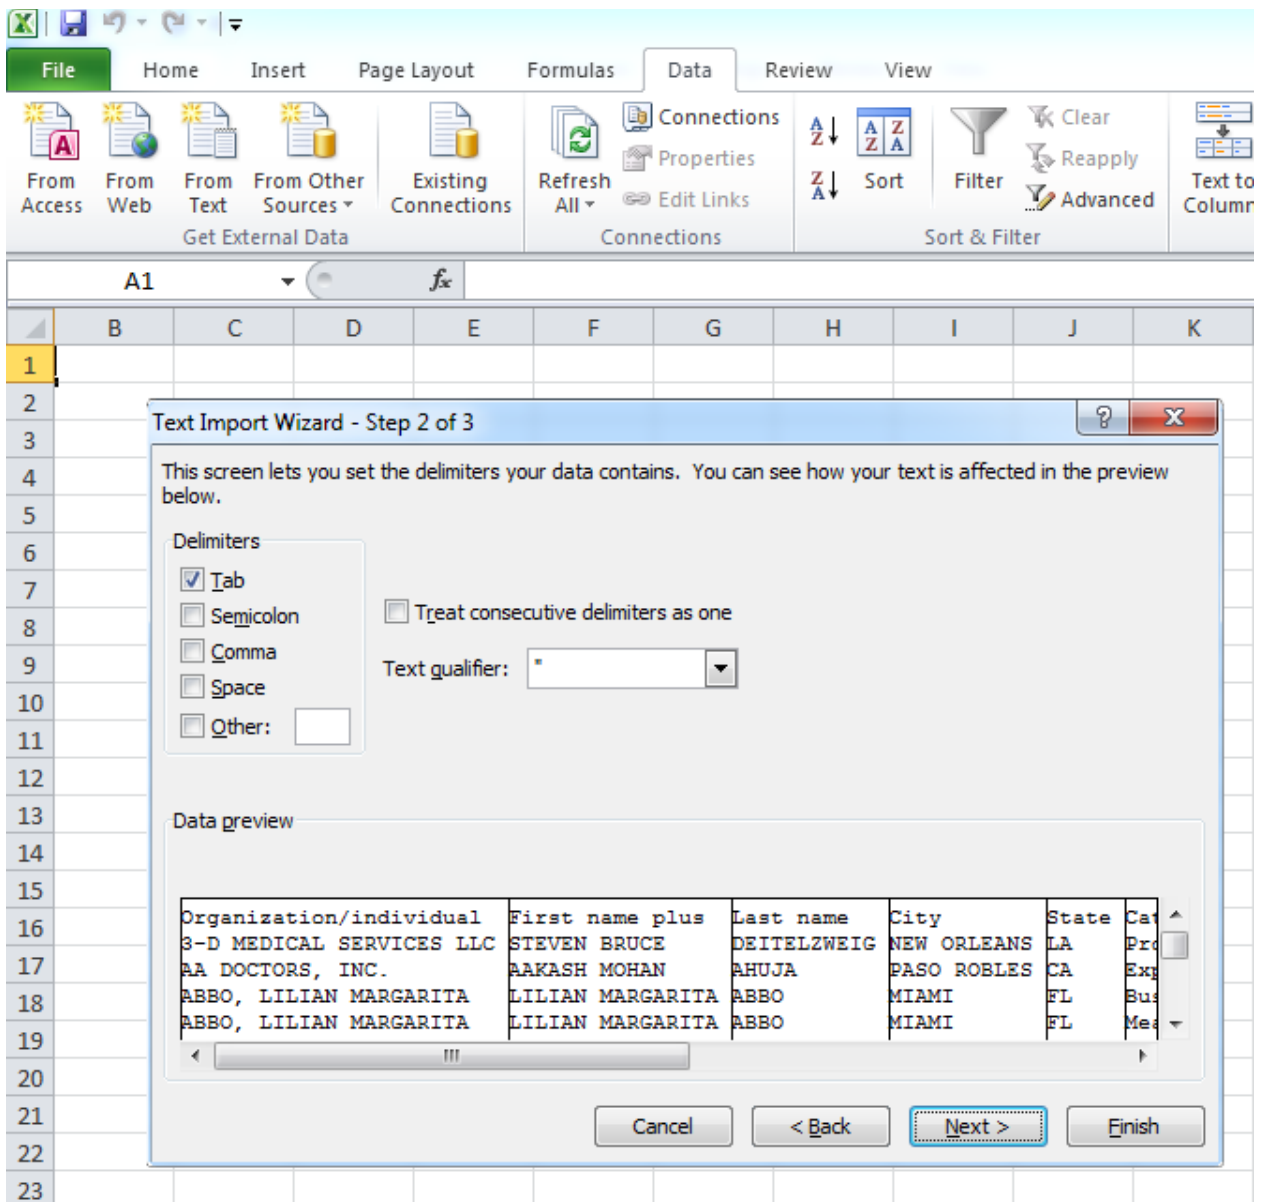 File Home Insert Page Layout Formulas Data Review View
From Access From Web From Text From Other Sources Existing Connections Refresh All Connections Properties Edit Links A Z Z A A Z Z A Sort Filter Clear Reapply Advanced Text to Column
Get External Data Connections Sort & Filter
A1 fx
B C D E F G H I J K
1
2
3
4
5
6
7
8
9
10
11
12
13
14
15
16
17
18
19
20
21
22
23
Text Import Wizard - Step 2 of 3
This screen lets you set the delimiters your data contains. You can see how your text is affected in the preview
below.
Delimiters
Tab
Semicolon
Comma
Space
Other:
Treat consecutive delimiters as one
Text qualifier: "
Data preview
Organization/individual First name plus Last name City State Cat
3-D MEDICAL SERVICES LLC STEVEN BRUCE DEITELZWEIG NEW ORLEANS LA Pro
AA DOCTORS, INC. AAKASH MOHAN AHUJA PASO ROBLES CA Exp
ABBO, LILIAN MARGARITA LILIAN MARGARITA ABBO MIAMI FL Bus
ABBO, LILIAN MARGARITA LILIAN MARGARITA ABBO MIAMI FL Mea
Cancel < Back Next > Finish